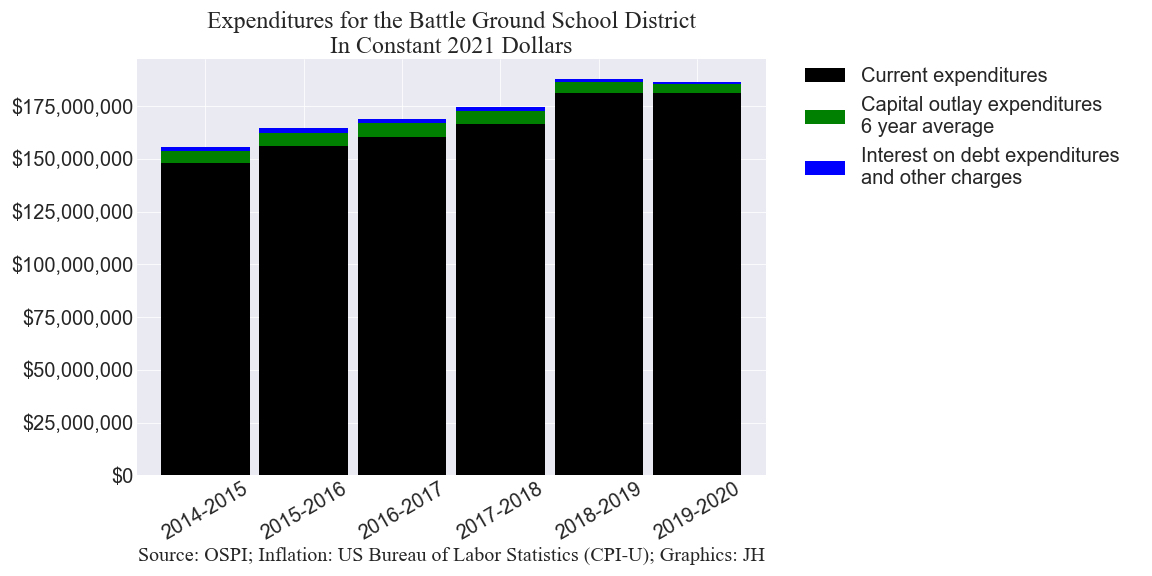 Expenditures for the Battle Ground School District
In Constant 2021 Dollars
Current expenditures
Capital outlay expenditures
6 year average
Interest on debt expenditures
and other charges
$175,000,000
$150,000,000
$125,000,000
$100,000,000
$75,000,000
$50,000,000
$25,000,000
$0
2014-2015
2015-2016
2016-2017
2017-2018
2018-2019
2019-2020
Source: OSPI; Inflation: US Bureau of Labor Statistics (CPI-U); Graphics: JH